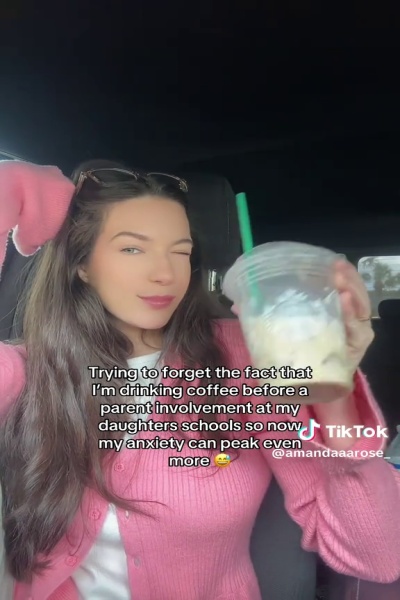 Trying to forget the fact that
I'm drinking coffee before a
parent involvement at my
daughters schools so now
my anxiety can peak even
more 😅
TikTok
@amandaaarose_